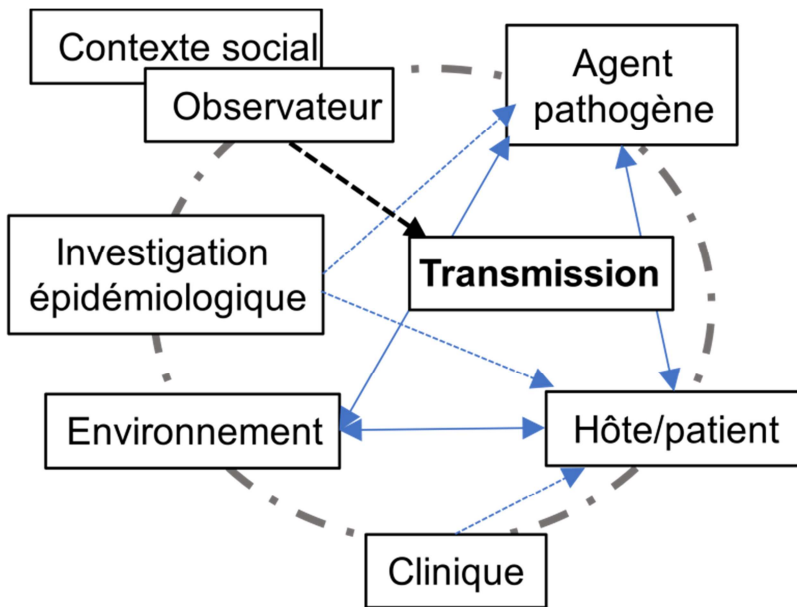 Contexte social
Observateur
Agent
pathogène
Investigation
épidémiologique
Transmission
Environnement
Hôte/patient
Clinique